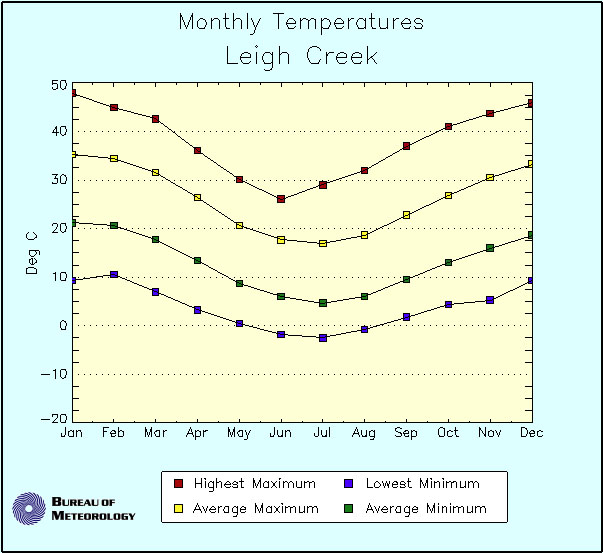 Monthly Temperatures
Leigh Creek
50
40
30
20
10
0
-10
-20
Deg C
Jan Feb Mar Apr May Jun Jul Aug Sep Oct Nov Dec
Highest Maximum Lowest Minimum
Average Maximum Average Minimum
BUREAU OF
METEOROLOGY